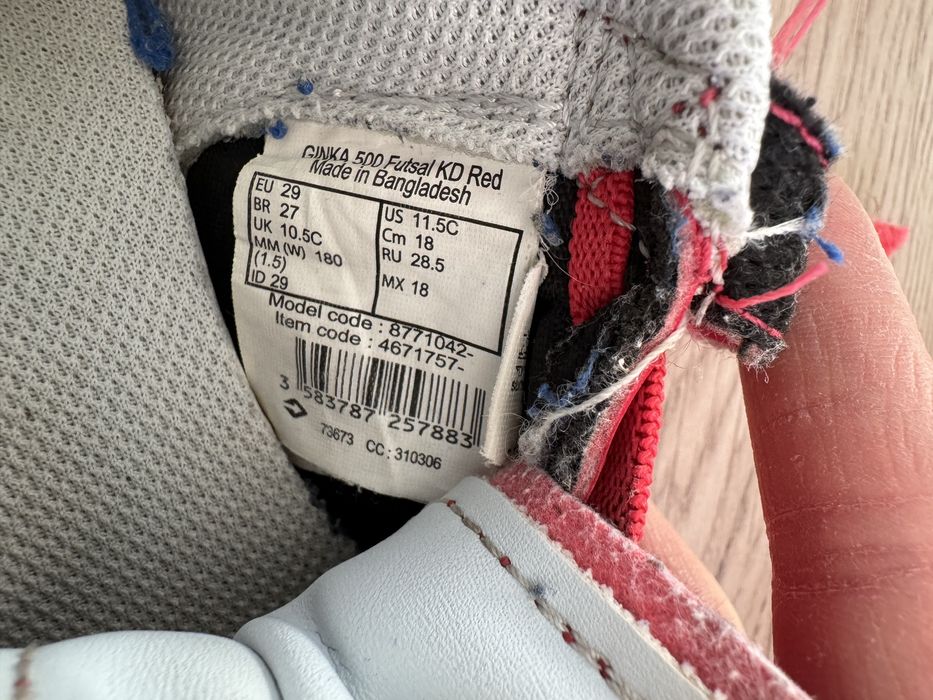 GINKA 500 Futsal KD Red
Made in Bangladesh
EU 29
BR 27
UK 10.5C
MM (W) 180
(1.5)
ID 29
US 11.5C
Cm 18
RU 28.5
MX 18
Model code : 8771042-
Item code : 4671757-
3 583787 257883
73673 CC : 310306